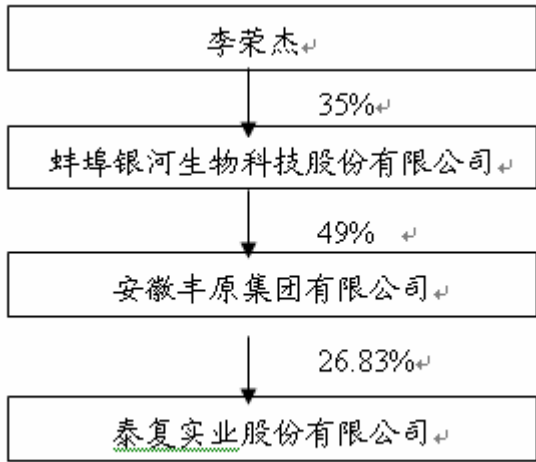 李荣杰
35%
蚌埠银河生物科技股份有限公司
49%
安徽丰原集团有限公司
26.83%
泰复实业股份有限公司